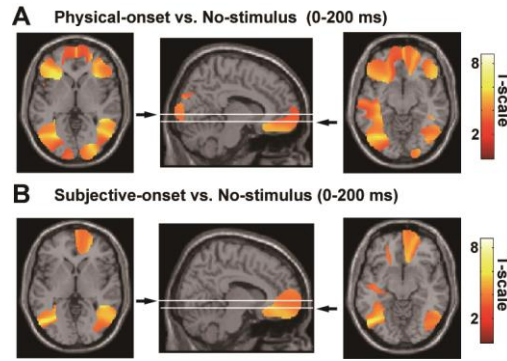 A Physical-onset vs. No-stimulus (0-200 ms)
8
T-scale
2
B Subjective-onset vs. No-stimulus (0-200 ms)
8
T-scale
2